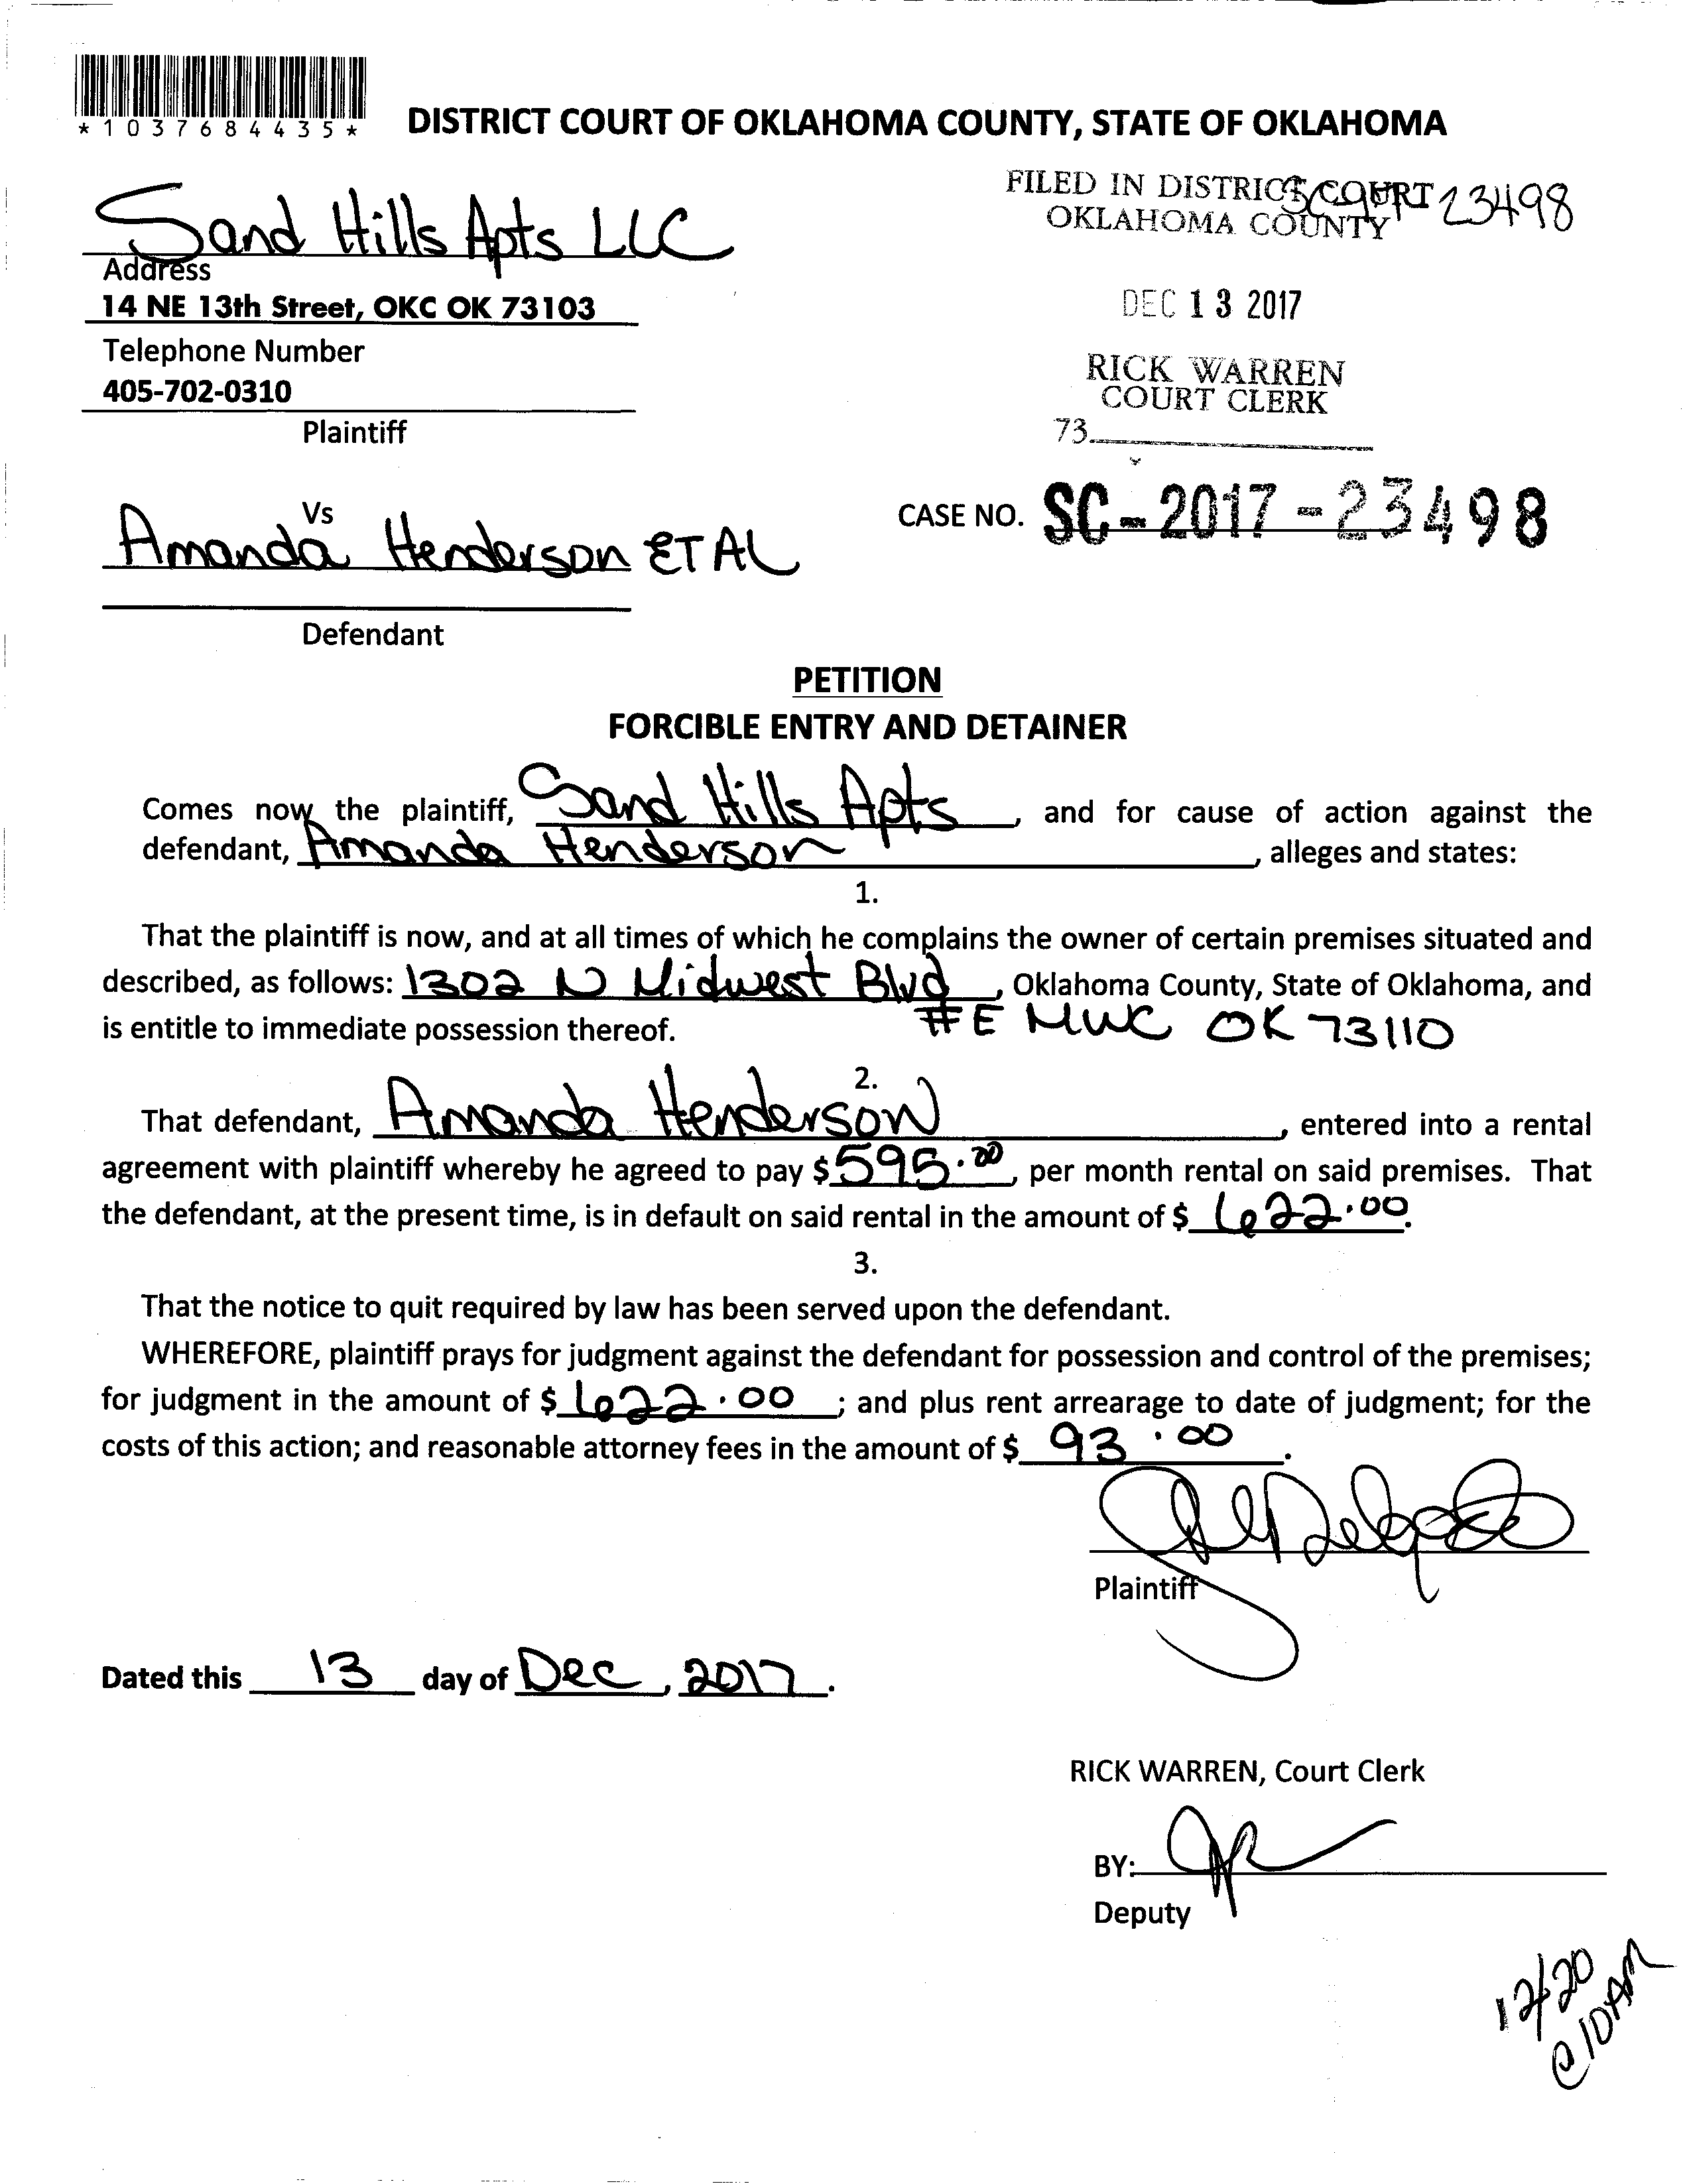 *1037684435*
DISTRICT COURT OF OKLAHOMA COUNTY, STATE OF OKLAHOMA
FILED IN DISTRICT COURT
OKLAHOMA COUNTY
23498
Sand Hills Apts LLC
Address
14 NE 13th Street, OKC OK 73103
DEC 13 2017
Telephone Number
405-702-0310
RICK WARREN
COURT CLERK
Plaintiff
73
Vs
CASE NO. SC-2017-23498
Amanda Henderson ET AL
Defendant
PETITION
FORCIBLE ENTRY AND DETAINER
Comes now the plaintiff, Sand Hills Apts, and for cause of action against the
defendant, Amanda Henderson, alleges and states:
1.
That the plaintiff is now, and at all times of which he complains the owner of certain premises situated and
described, as follows: 1302 N Midwest Blvd, Oklahoma County, State of Oklahoma, and
is entitle to immediate possession thereof. #E MWC OK 73110
2.
That defendant, Amanda Henderson, entered into a rental
agreement with plaintiff whereby he agreed to pay $595.00, per month rental on said premises. That
the defendant, at the present time, is in default on said rental in the amount of $ 622.00.
3.
That the notice to quit required by law has been served upon the defendant.
WHEREFORE, plaintiff prays for judgment against the defendant for possession and control of the premises;
for judgment in the amount of $ 622.00 ; and plus rent arrearage to date of judgment; for the
costs of this action; and reasonable attorney fees in the amount of $ 93.00.
Plaintiff
Dated this 13 day of Dec, 2017.
RICK WARREN, Court Clerk
BY:
Deputy
12/20
@ 10AM